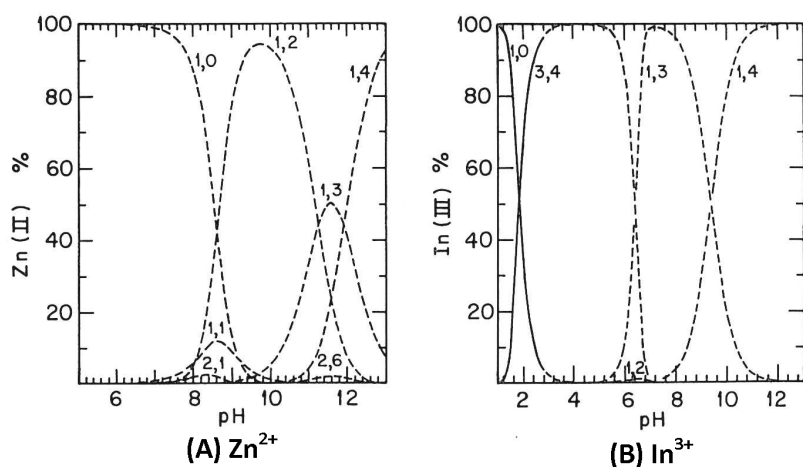 100
80
60
40
20
Zn (II) %
1,0
1,2
1,4
1,3
1,1
2,1
2,6
6 8 10 12
pH
(A) Zn2+
100
80
60
40
20
In (III) %
1,0
3,4
1,3
1,4
1,2
2 4 6 8 10 12
pH
(B) In3+